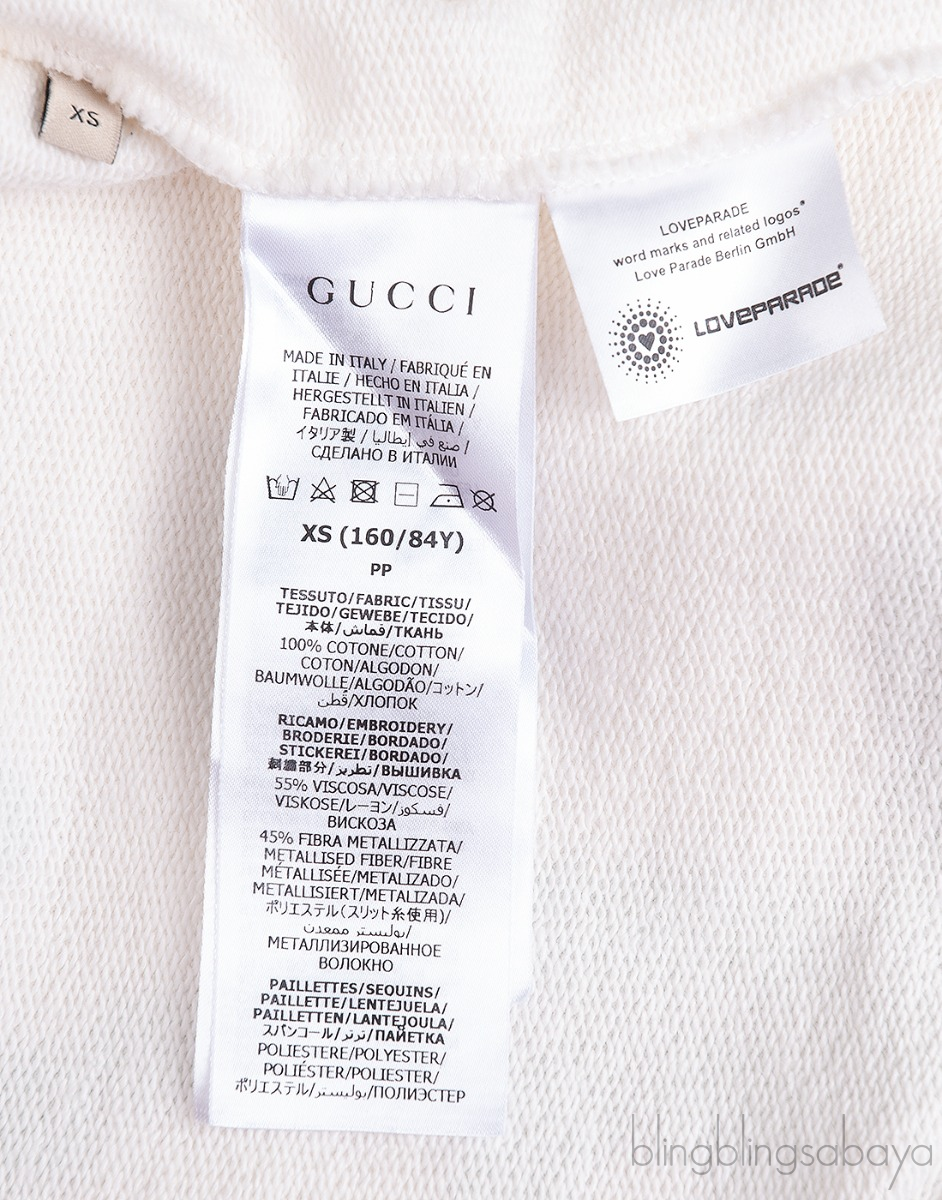 XS
GUCCI
MADE IN ITALY / FABRIQUÉ EN
ITALIE / HECHO EN ITALIA /
HERGESTELLT IN ITALIEN /
FABRICADO EM ITÁLIA /
イタリア製 / صنع في إيطاليا /
СДЕЛАНО В ИТАЛИИ
XS (160/84Y)
PP
TESSUTO/FABRIC/TISSU/
TEJIDO/GEWEBE/TECIDO/
本体/قماش/ТКАНЬ
100% COTONE/COTTON/
COTON/ALGODON/
BAUMWOLLE/ALGODÃO/コットン/
قطن/ХЛОПОК
RICAMO/EMBROIDERY/
BRODERIE/BORDADO/
STICKEREI/BORDADO/
刺繍部分/تطريز/ВЫШИВКА
55% VISCOSA/VISCOSE/
VISKOSE/レーヨン/فسكوز/
ВИСКОЗА
45% FIBRA METALLIZZATA/
METALLISED FIBER/FIBRE
MÉTALLISÉE/METALIZADO/
METALLISIERT/METALIZADA/
ポリエステル(スリット糸使用)/
بوليستر ممعدن/
МЕТАЛЛИЗИРОВАННОЕ
ВОЛОКНО
PAILLETTES/SEQUINS/
PAILLETTE/LENTEJUELA/
PAILLETTEN/LANTEJOULA/
スパンコール/ترتر/ПАЙЕТКА
POLIESTERE/POLYESTER/
POLIÉSTER/POLIESTER/
ポリエステル/بوليستر/ПОЛИЭСТЕР
LOVEPARADE
word marks and related logos®
Love Parade Berlin GmbH
LOVEPARADE®
blingblingsabaya